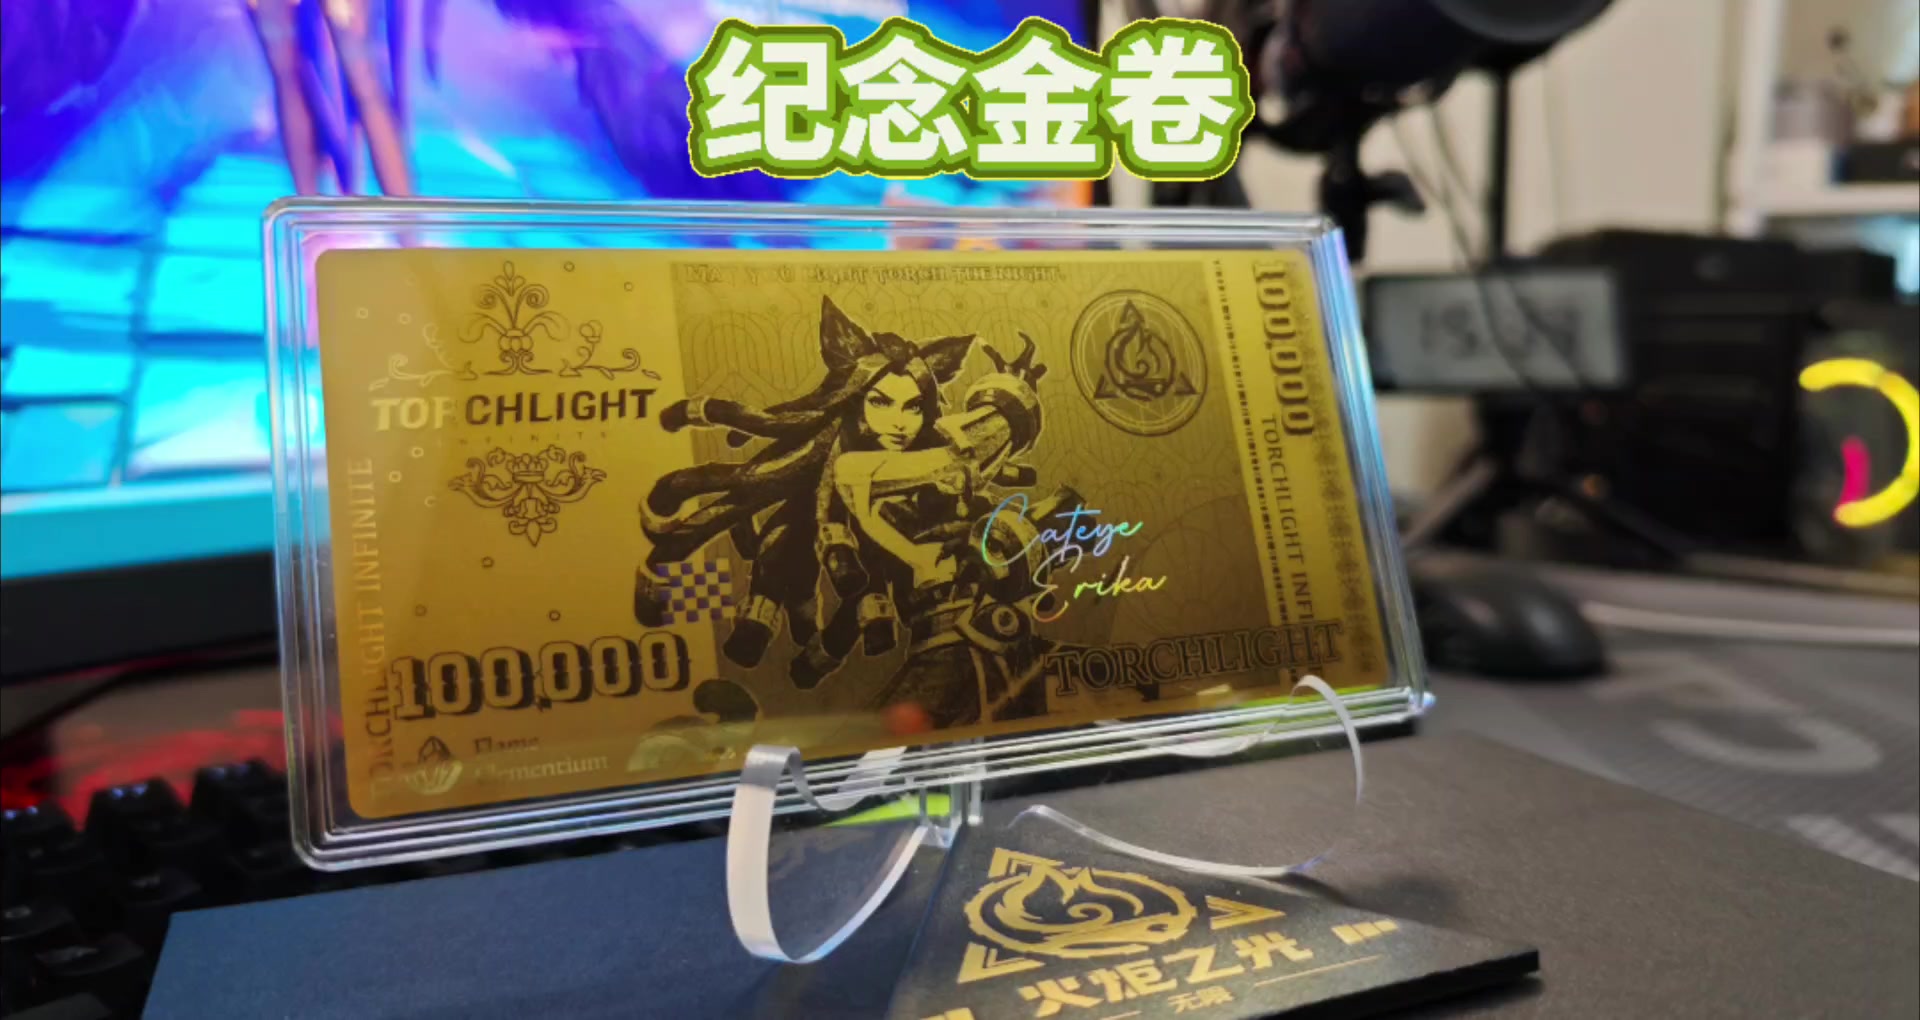 纪念金卷
MAY YOU LIGHT TORCH THE NIGHT.
TORCHLIGHT
INFINITE
TORCHLIGHT INFINITE
100,000
Flame
Elementium
Cateye
Erika
TORCHLIGHT
100,000
TORCHLIGHT INFI
火炬之光
无限